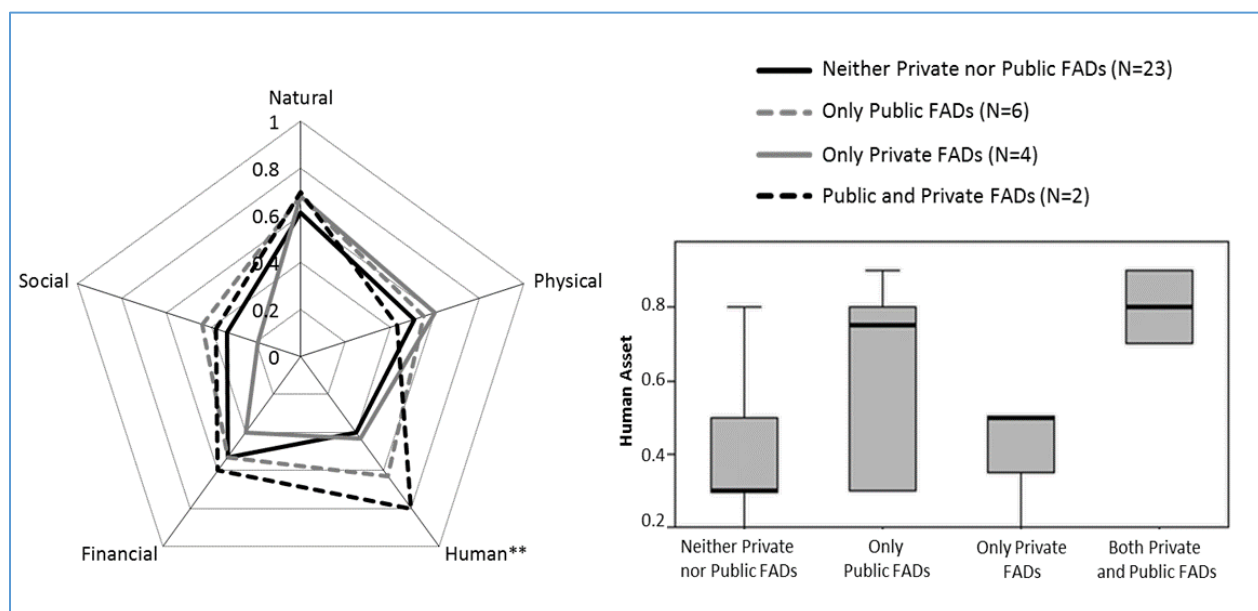 Natural
1
0.8
0.6
0.4
0.2
0
Social
Physical
Financial
Human**
Neither Private nor Public FADs (N=23)
Only Public FADs (N=6)
Only Private FADs (N=4)
Public and Private FADs (N=2)
Human Asset
0.8
0.6
0.4
0.2
Neither Private
nor Public FADs
Only
Public FADs
Only Private
FADs
Both Private
and Public FADs